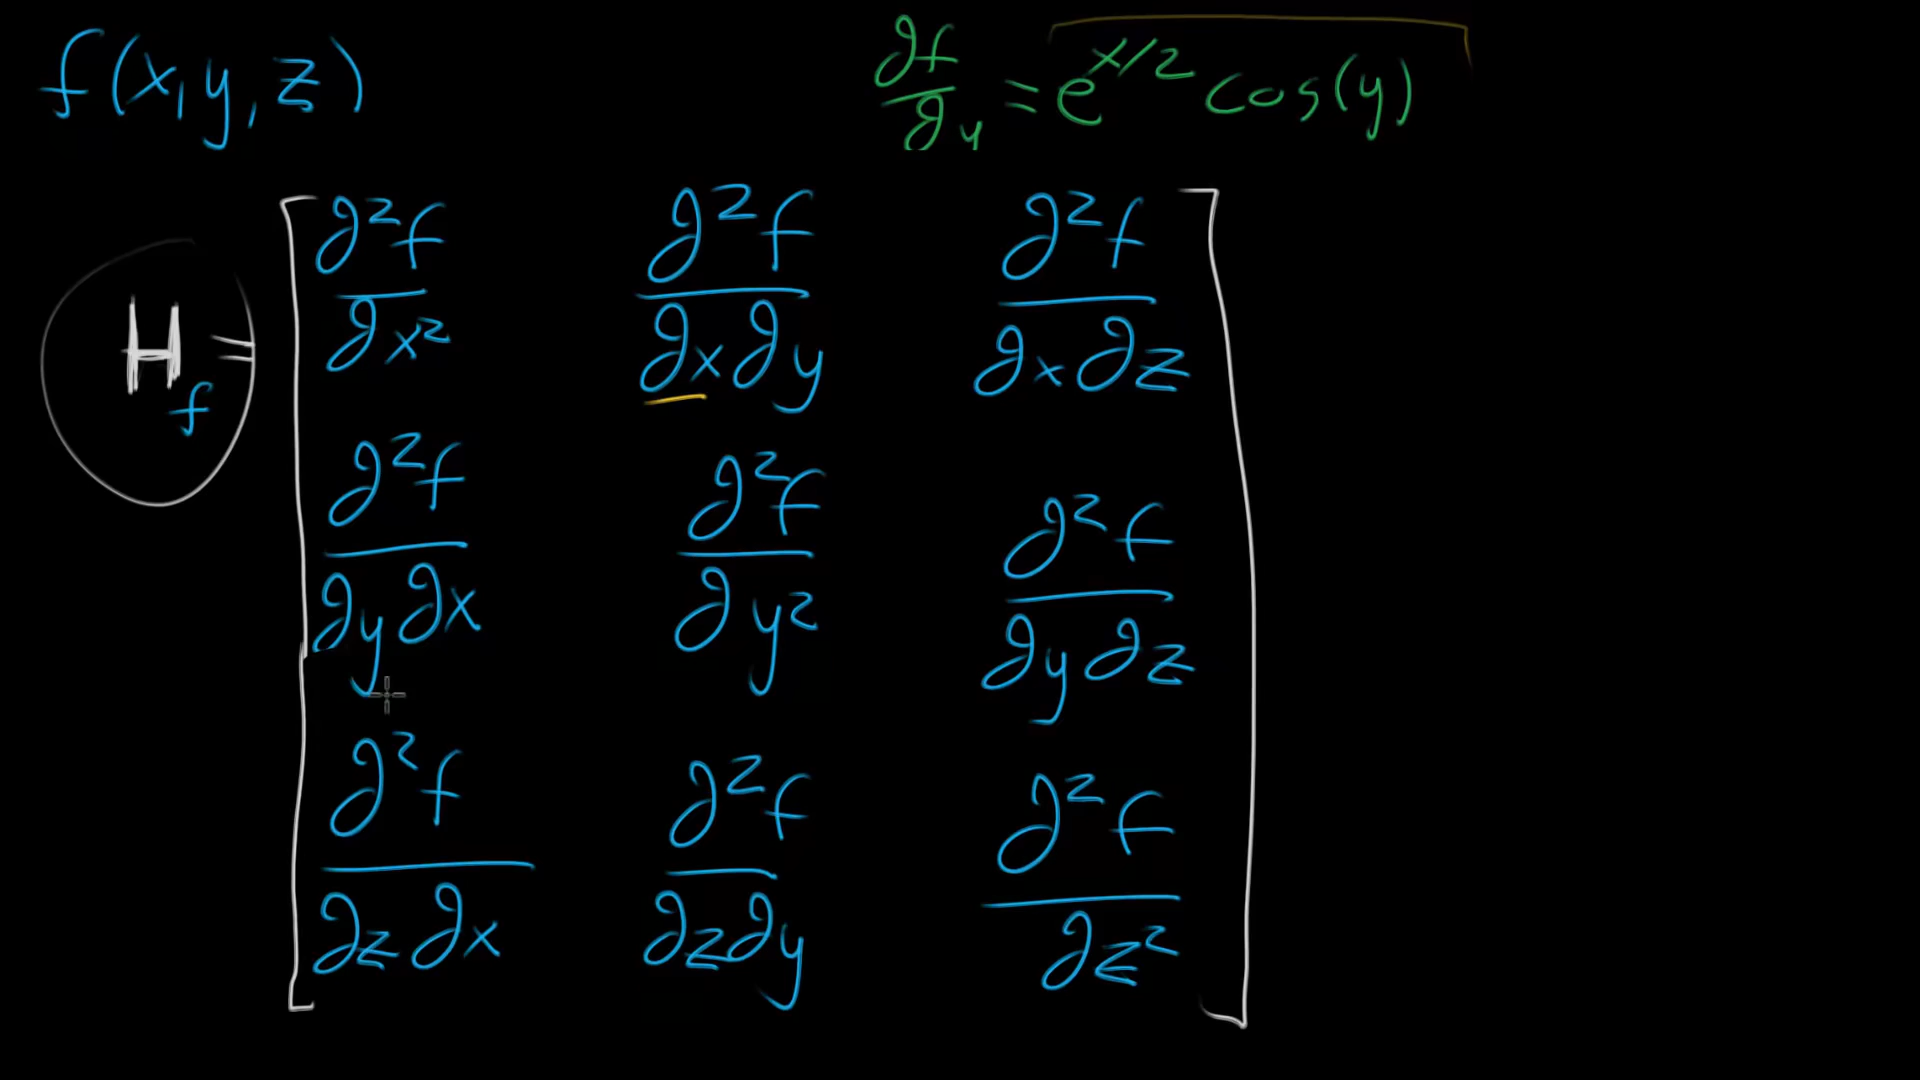 f(x,y,z)
∂f/∂y = e^{x/2} cos(y)
H_f =
∂²f/∂x² ∂²f/∂x∂y ∂²f/∂x∂z
∂²f/∂y∂x ∂²f/∂y² ∂²f/∂y∂z
∂²f/∂z∂x ∂²f/∂z∂y ∂²f/∂z²